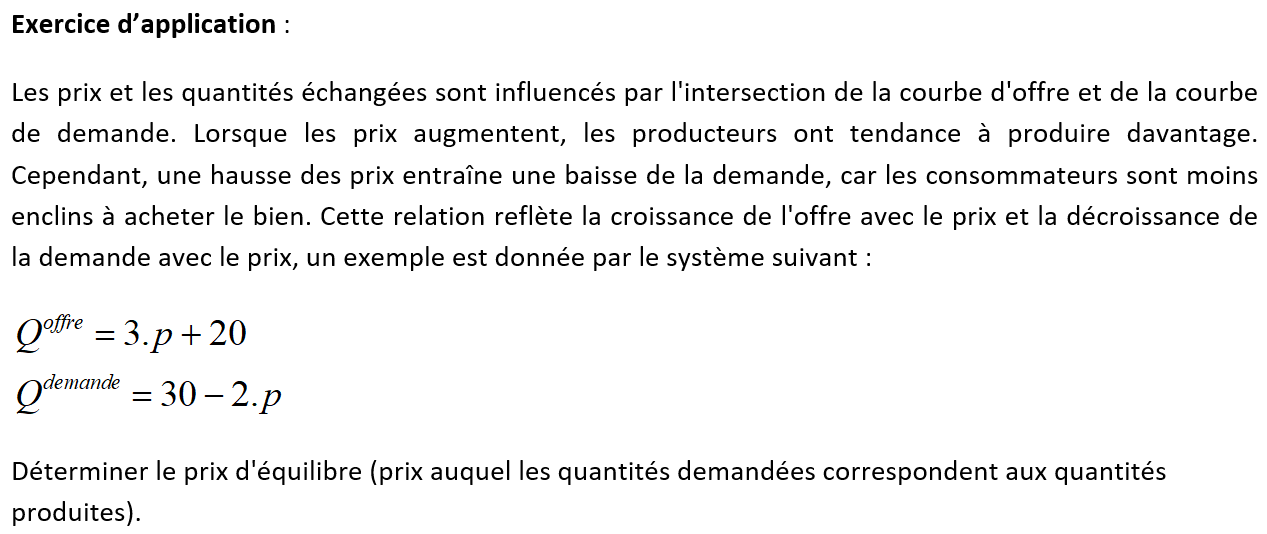 Exercice d’application :
Les prix et les quantités échangées sont influencés par l'intersection de la courbe d'offre et de la courbe
de demande. Lorsque les prix augmentent, les producteurs ont tendance à produire davantage.
Cependant, une hausse des prix entraîne une baisse de la demande, car les consommateurs sont moins
enclins à acheter le bien. Cette relation reflète la croissance de l'offre avec le prix et la décroissance de
la demande avec le prix, un exemple est donnée par le système suivant :
Q^offre = 3.p + 20
Q^demande = 30 − 2.p
Déterminer le prix d'équilibre (prix auquel les quantités demandées correspondent aux quantités
produites).